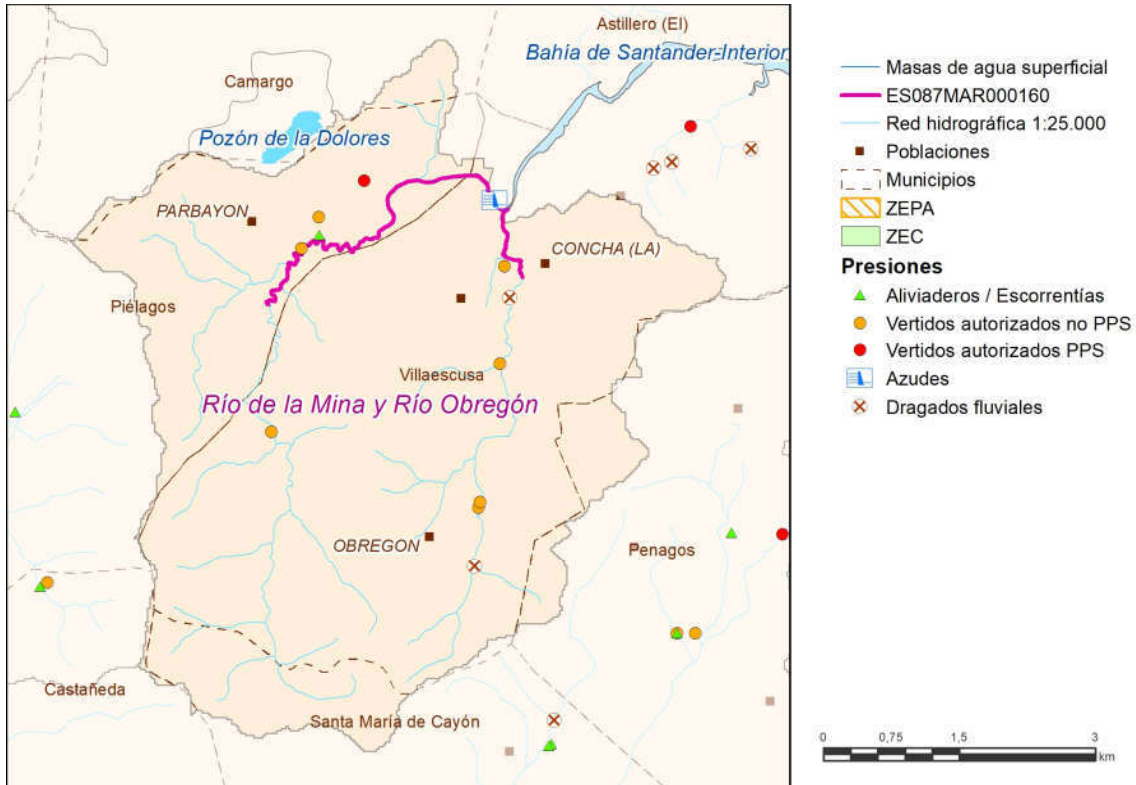 Astillero (El)
Bahía de Santander-Interior
Camargo
Pozón de la Dolores
PARBAYON
CONCHA (LA)
Piélagos
Villaescusa
Río de la Mina y Río Obregón
OBREGON
Penagos
Castañeda
Santa María de Cayón
Masas de agua superficial
ES087MAR000160
Red hidrográfica 1:25.000
Poblaciones
Municipios
ZEPA
ZEC
Presiones
Aliviaderos / Escorrentías
Vertidos autorizados no PPS
Vertidos autorizados PPS
Azudes
Dragados fluviales
0 0,75 1,5 3
km